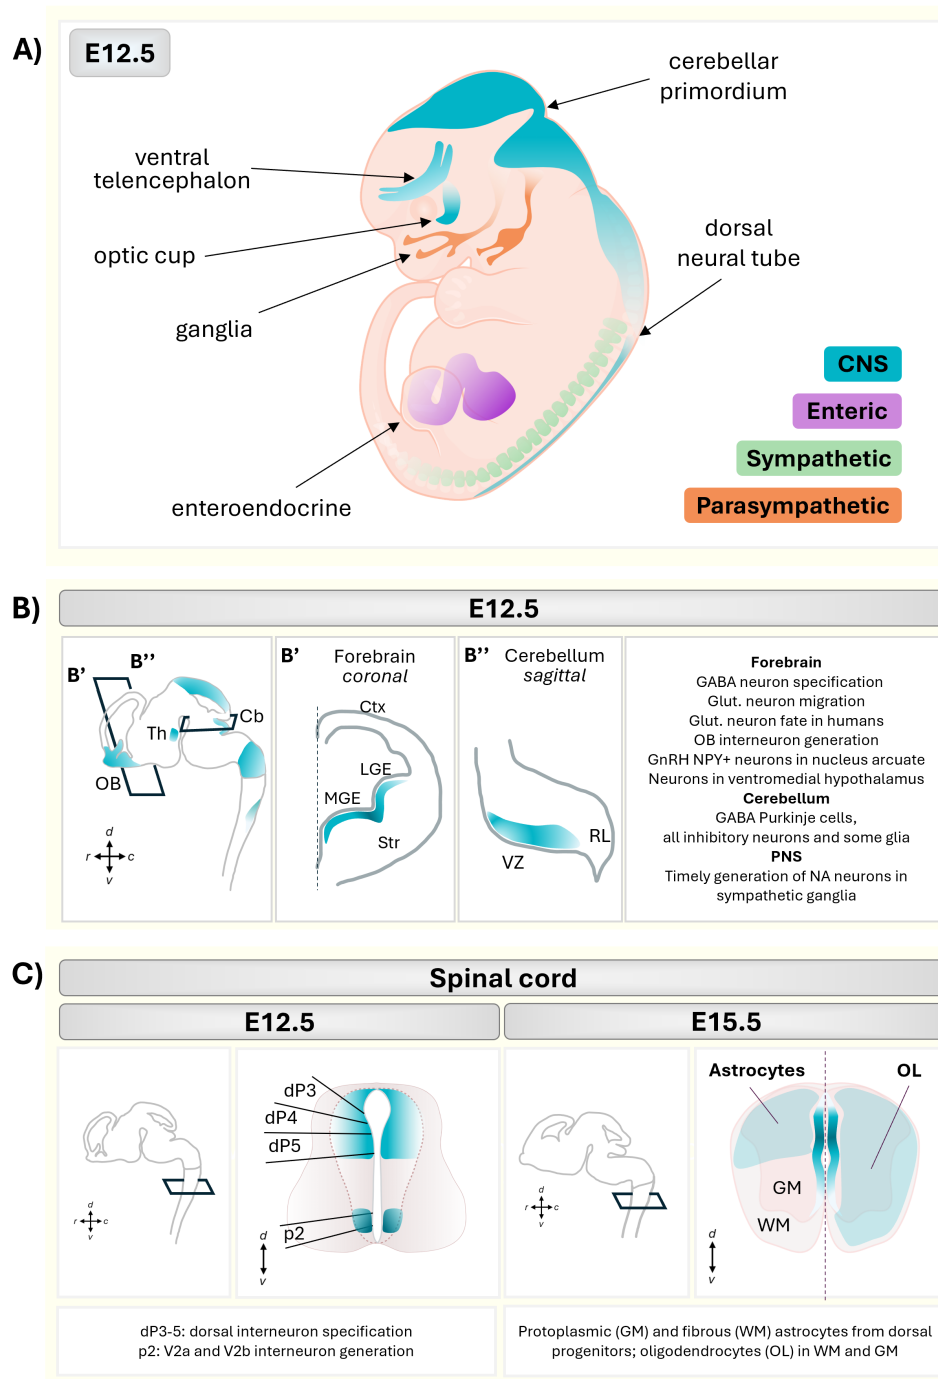 A)
E12.5
cerebellar
primordium
ventral
telencephalon
optic cup
dorsal
neural tube
ganglia
CNS
Enteric
Sympathetic
Parasympathetic
enteroendocrine
B)
E12.5
B’
B’’
Th
Cb
OB
d
r
c
v
B’
Forebrain
coronal
Ctx
LGE
MGE
Str
B’’
Cerebellum
sagittal
RL
VZ
Forebrain
GABA neuron specification
Glut. neuron migration
Glut. neuron fate in humans
OB interneuron generation
GnRH NPY+ neurons in nucleus arcuate
Neurons in ventromedial hypothalamus
Cerebellum
GABA Purkinje cells,
all inhibitory neurons and some glia
PNS
Timely generation of NA neurons in
sympathetic ganglia
C)
Spinal cord
E12.5
E15.5
d
r
c
v
dP3
dP4
dP5
p2
d
v
d
r
c
v
Astrocytes
OL
GM
WM
d
v
dP3-5: dorsal interneuron specification
p2: V2a and V2b interneuron generation
Protoplasmic (GM) and fibrous (WM) astrocytes from dorsal
progenitors; oligodendrocytes (OL) in WM and GM